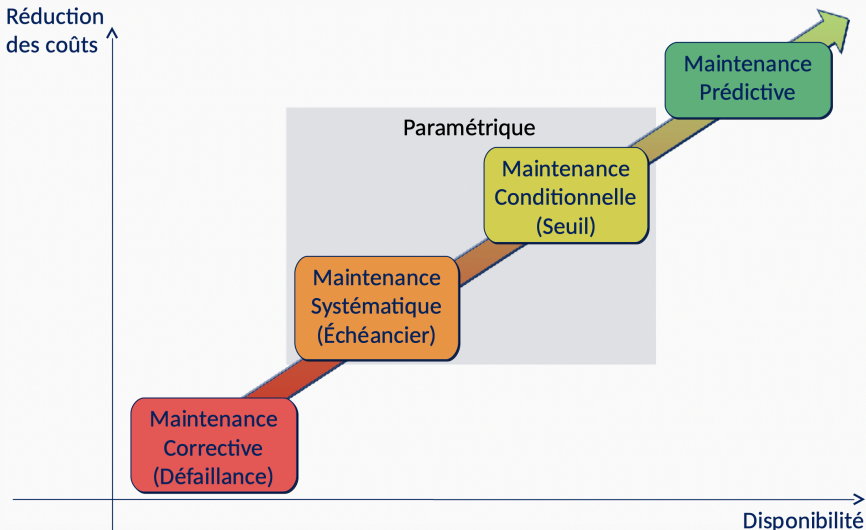 Réduction
des coûts
Maintenance
Prédictive
Paramétrique
Maintenance
Conditionnelle
(Seuil)
Maintenance
Systématique
(Échéancier)
Maintenance
Corrective
(Défaillance)
Disponibilité